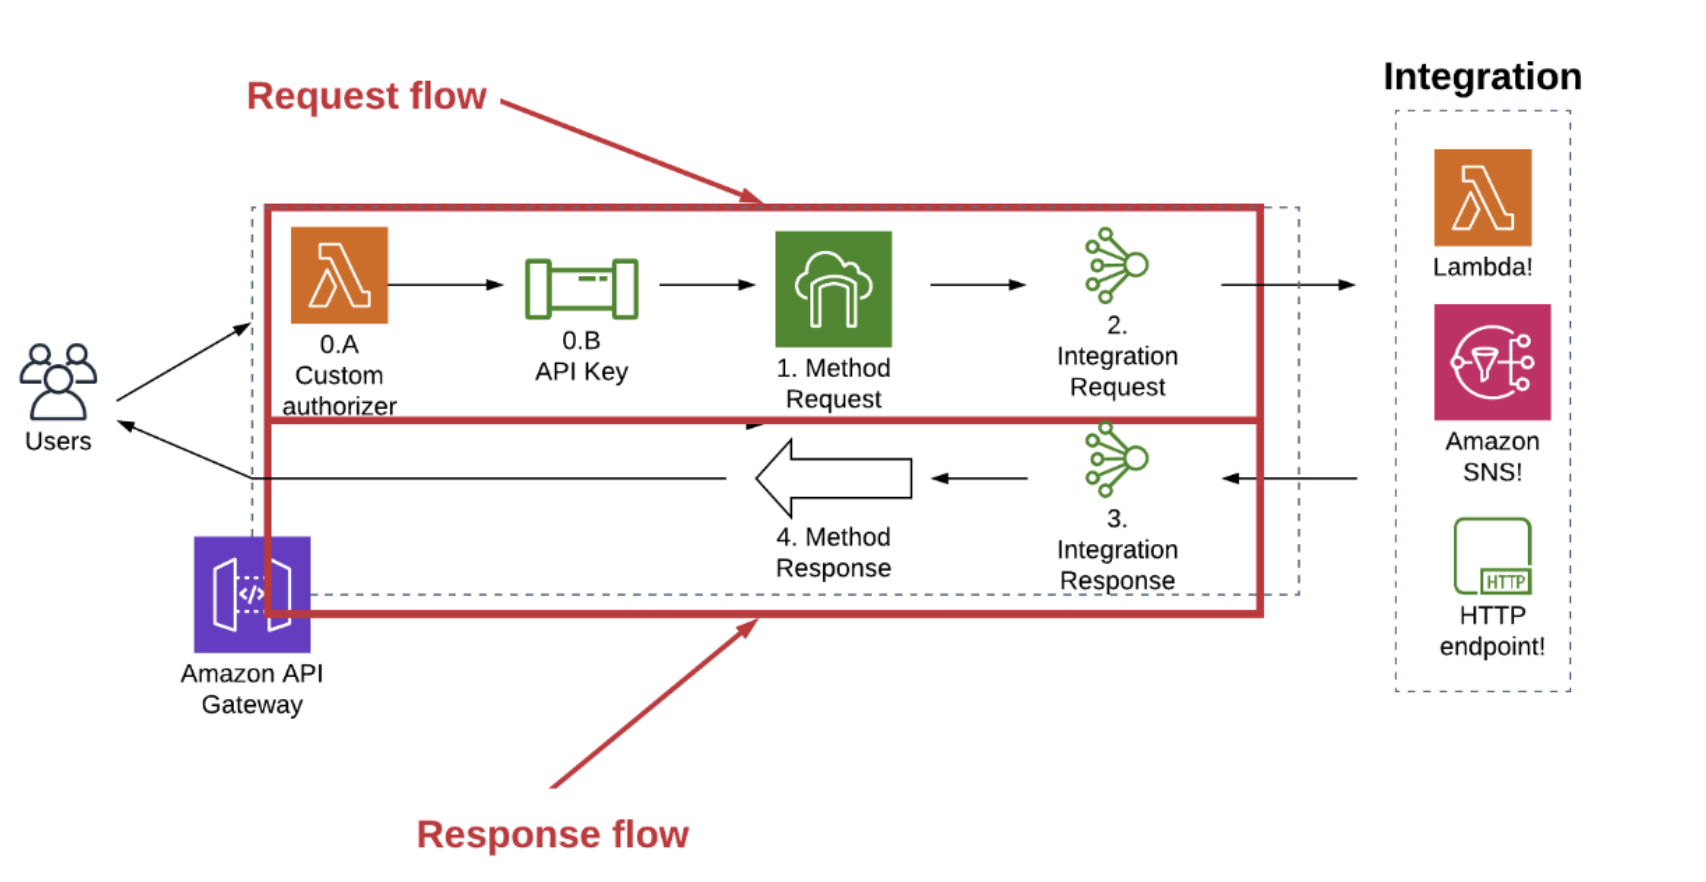 Integration
Request flow
Lambda!
0.A
Custom
authorizer
0.B
API Key
1. Method
Request
2.
Integration
Request
Users
Amazon
SNS!
4. Method
Response
3.
Integration
Response
</>
HTTP
HTTP
endpoint!
Amazon API
Gateway
Response flow